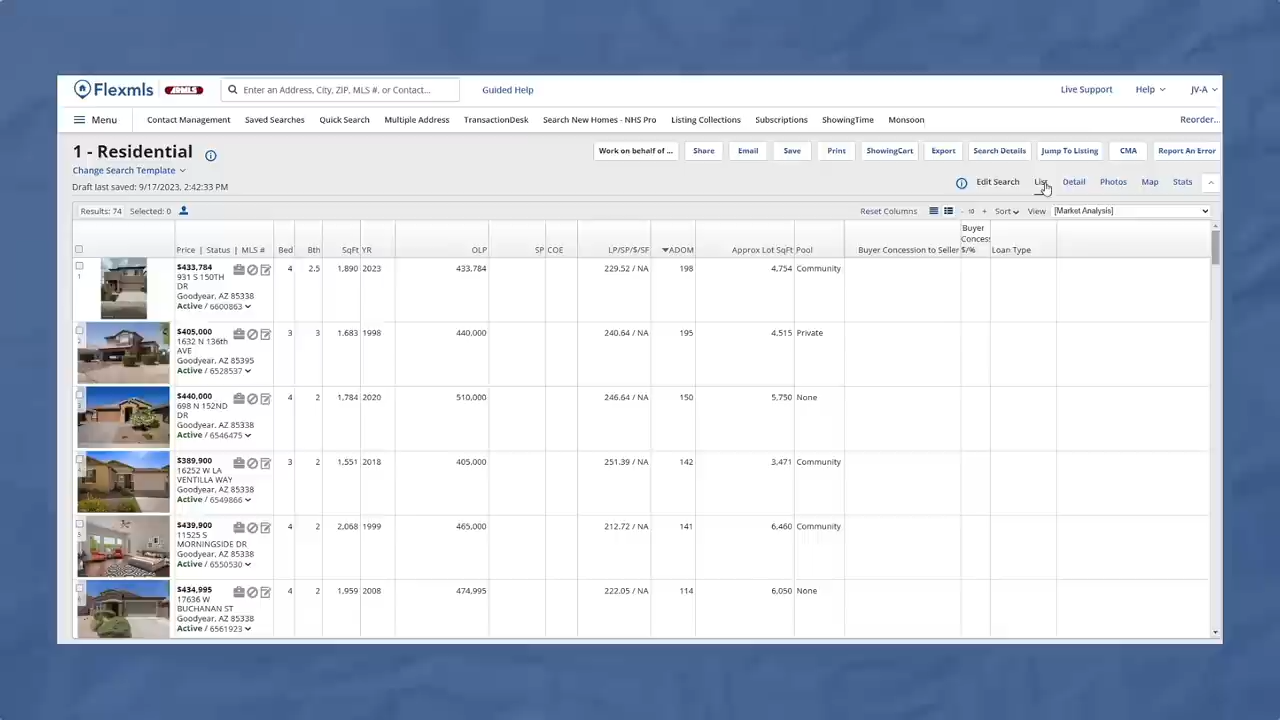 Flexmls ARMLS Enter an Address, City, ZIP, MLS #, or Contact... Guided Help Live Support Help JV-A
Menu Contact Management Saved Searches Quick Search Multiple Address TransactionDesk Search New Homes - NHS Pro Listing Collections Subscriptions ShowingTime Monsoon Reorder...
1 - Residential Work on behalf of ... Share Email Save Print ShowingCart Export Search Details Jump To Listing CMA Report An Error
Change Search Template
Draft last saved: 9/17/2023, 2:42:33 PM Edit Search List Detail Photos Map Stats
Results: 74 Selected: 0 Reset Columns - 10 + Sort View [Market Analysis]
Buyer
Concess
Price | Status | MLS # Bed Bth SqFt YR OLP SP COE LP/SP/$/SF ADOM Approx Lot SqFt Pool Buyer Concession to Seller $/% Loan Type
1 $433,784 4 2.5 1,890 2023 433,784 229.52 / NA 198 4,754 Community
931 S 150TH
DR
Goodyear, AZ 85338
Active / 6600863
2 $405,000 3 3 1,683 1998 440,000 240.64 / NA 195 4,515 Private
1632 N 136th
AVE
Goodyear, AZ 85395
Active / 6528537
3 $440,000 4 2 1,784 2020 510,000 246.64 / NA 150 5,750 None
698 N 152ND
DR
Goodyear, AZ 85338
Active / 6546475
4 $389,900 3 2 1,551 2018 405,000 251.39 / NA 142 3,471 Community
16252 W LA
VENTILLA WAY
Goodyear, AZ 85338
Active / 6549866
5 $439,900 4 2 2,068 1999 465,000 212.72 / NA 141 6,460 Community
11525 S
MORNINGSIDE DR
Goodyear, AZ 85338
Active / 6550530
$434,995 4 2 1,959 2008 474,995 222.05 / NA 114 6,050 None
17636 W
BUCHANAN ST
Goodyear, AZ 85338
Active / 6561923